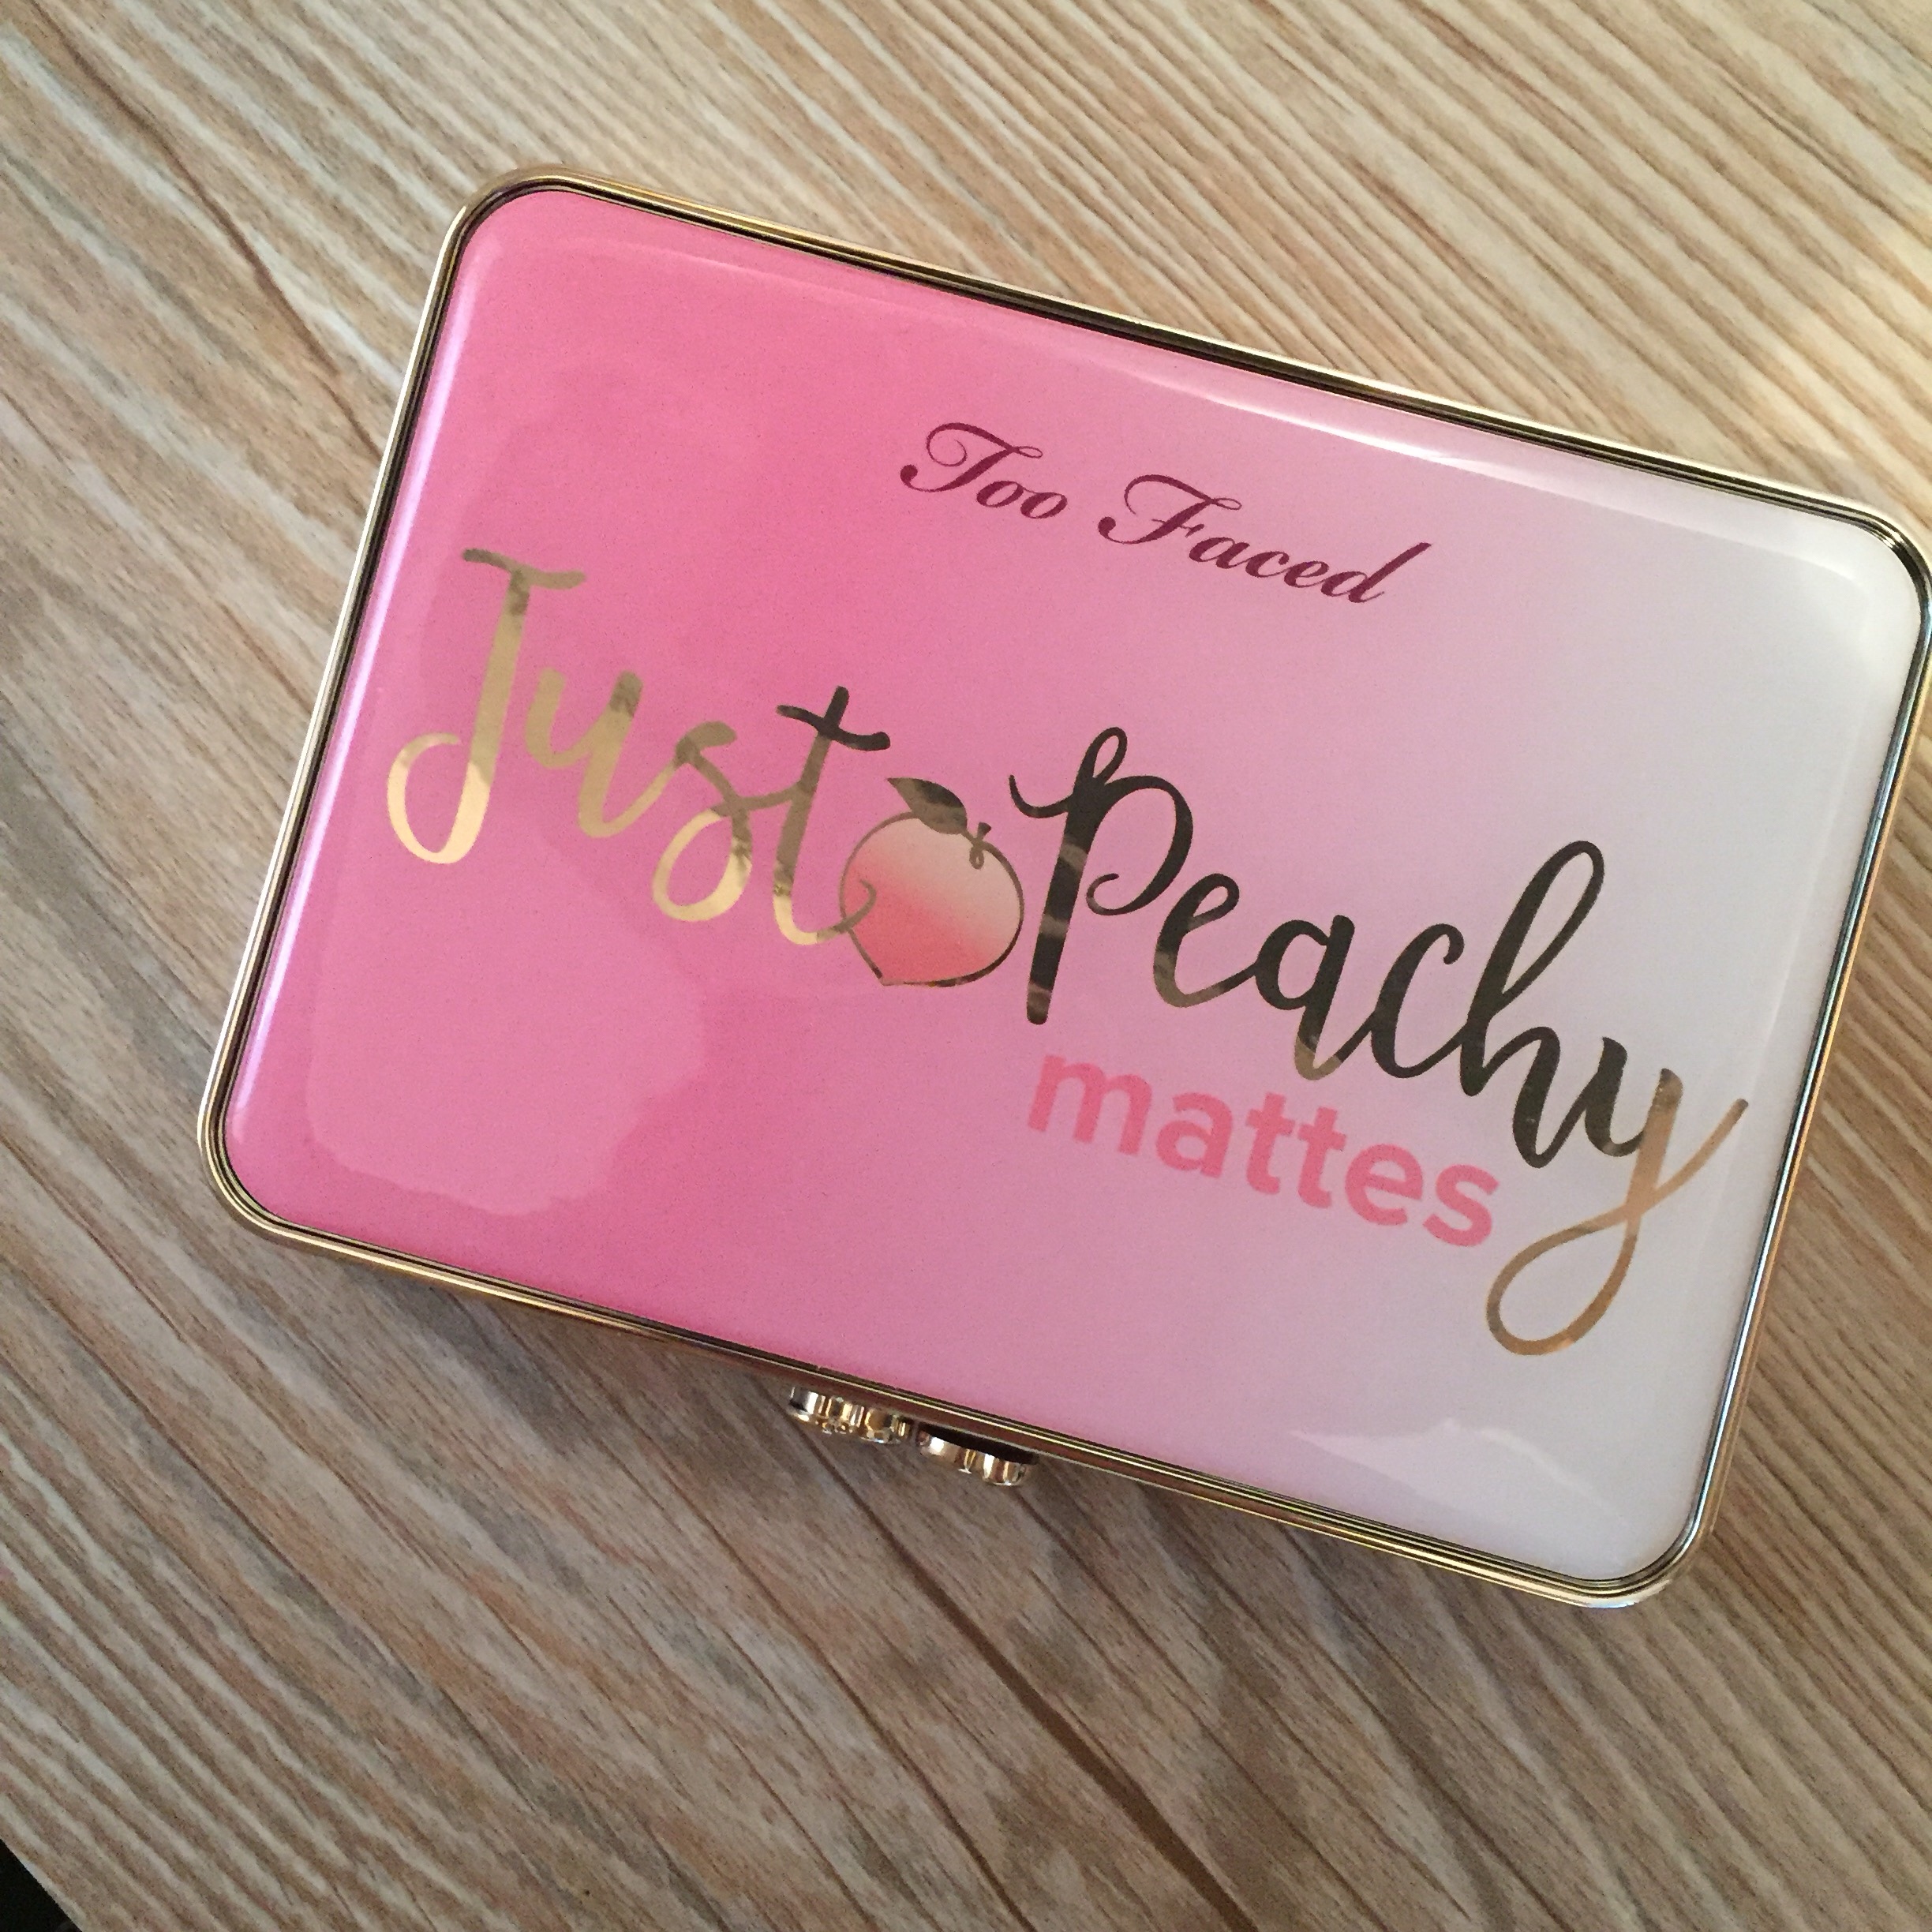 Too Faced
Just Peachy
mattes